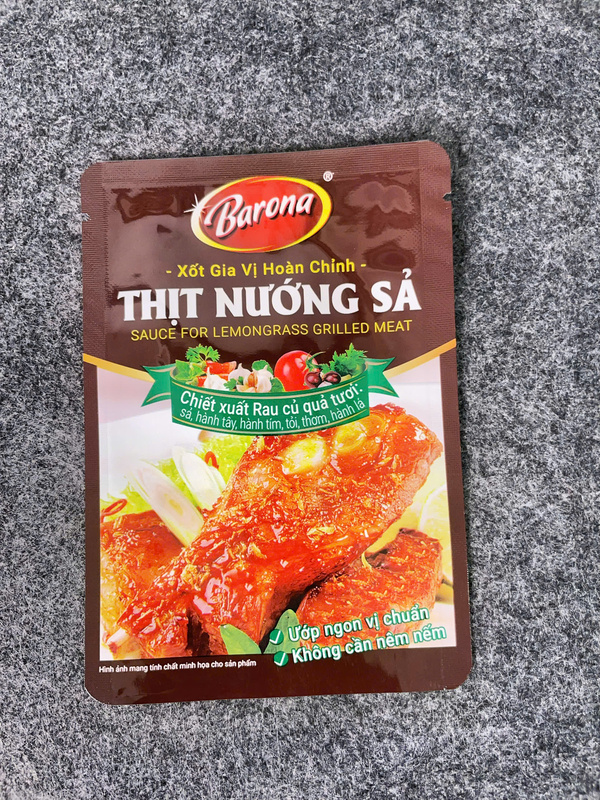 Barona ®
- Xốt Gia Vị Hoàn Chỉnh -
THỊT NƯỚNG SẢ
SAUCE FOR LEMONGRASS GRILLED MEAT
Chiết xuất Rau củ quả tươi:
sả, hành tây, hành tím, tỏi, thơm, hành lá
✓ Ướp ngon vị chuẩn
✓ Không cần nêm nếm
Hình ảnh mang tính chất minh họa cho sản phẩm